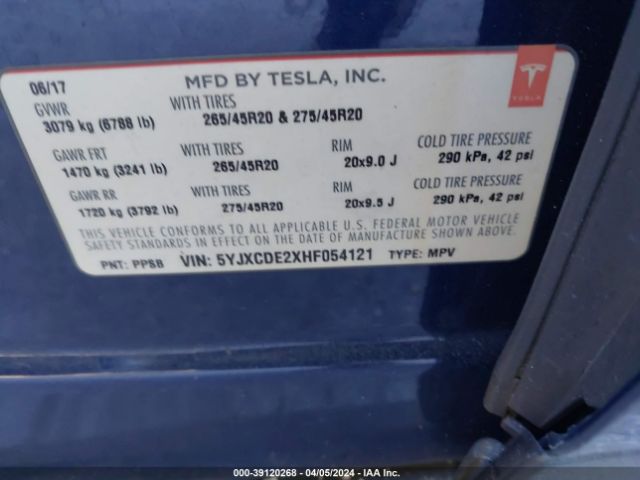 06/17 MFD BY TESLA, INC.
TESLA
GVWR WITH TIRES
3079 kg (6788 lb) 265/45R20 & 275/45R20
GAWR FRT WITH TIRES RIM COLD TIRE PRESSURE
1470 kg (3241 lb) 265/45R20 20x9.0 J 290 kPa, 42 psi
GAWR RR WITH TIRES RIM COLD TIRE PRESSURE
1720 kg (3792 lb) 275/45R20 20x9.5 J 290 kPa, 42 psi
THIS VEHICLE CONFORMS TO ALL APPLICABLE U.S. FEDERAL MOTOR VEHICLE
SAFETY STANDARDS IN EFFECT ON THE DATE OF MANUFACTURE SHOWN ABOVE.
PNT: PPSB VIN: 5YJXCDE2XHF054121 TYPE: MPV
000-39120268 - 04/05/2024 - IAA Inc.